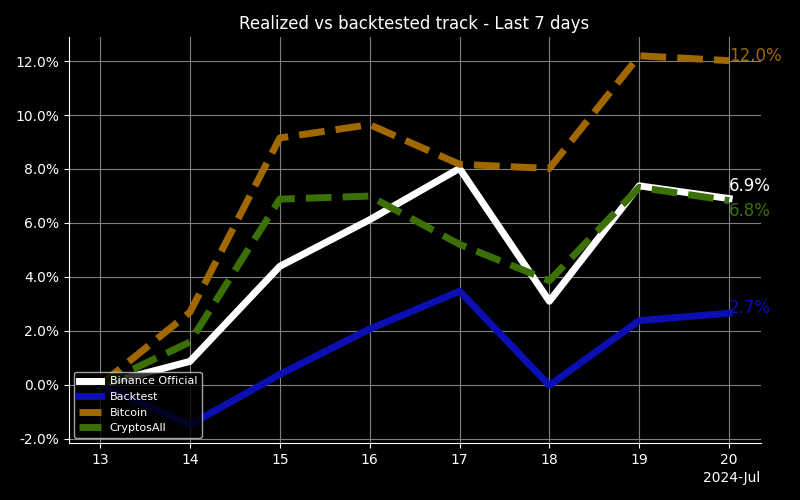 Realized vs backtested track - Last 7 days
12.0%
10.0%
8.0%
6.0%
4.0%
2.0%
0.0%
-2.0%
12.0%
6.9%
6.8%
2.7%
Binance Official
Backtest
Bitcoin
CryptosAll
13 14 15 16 17 18 19 20
2024-Jul